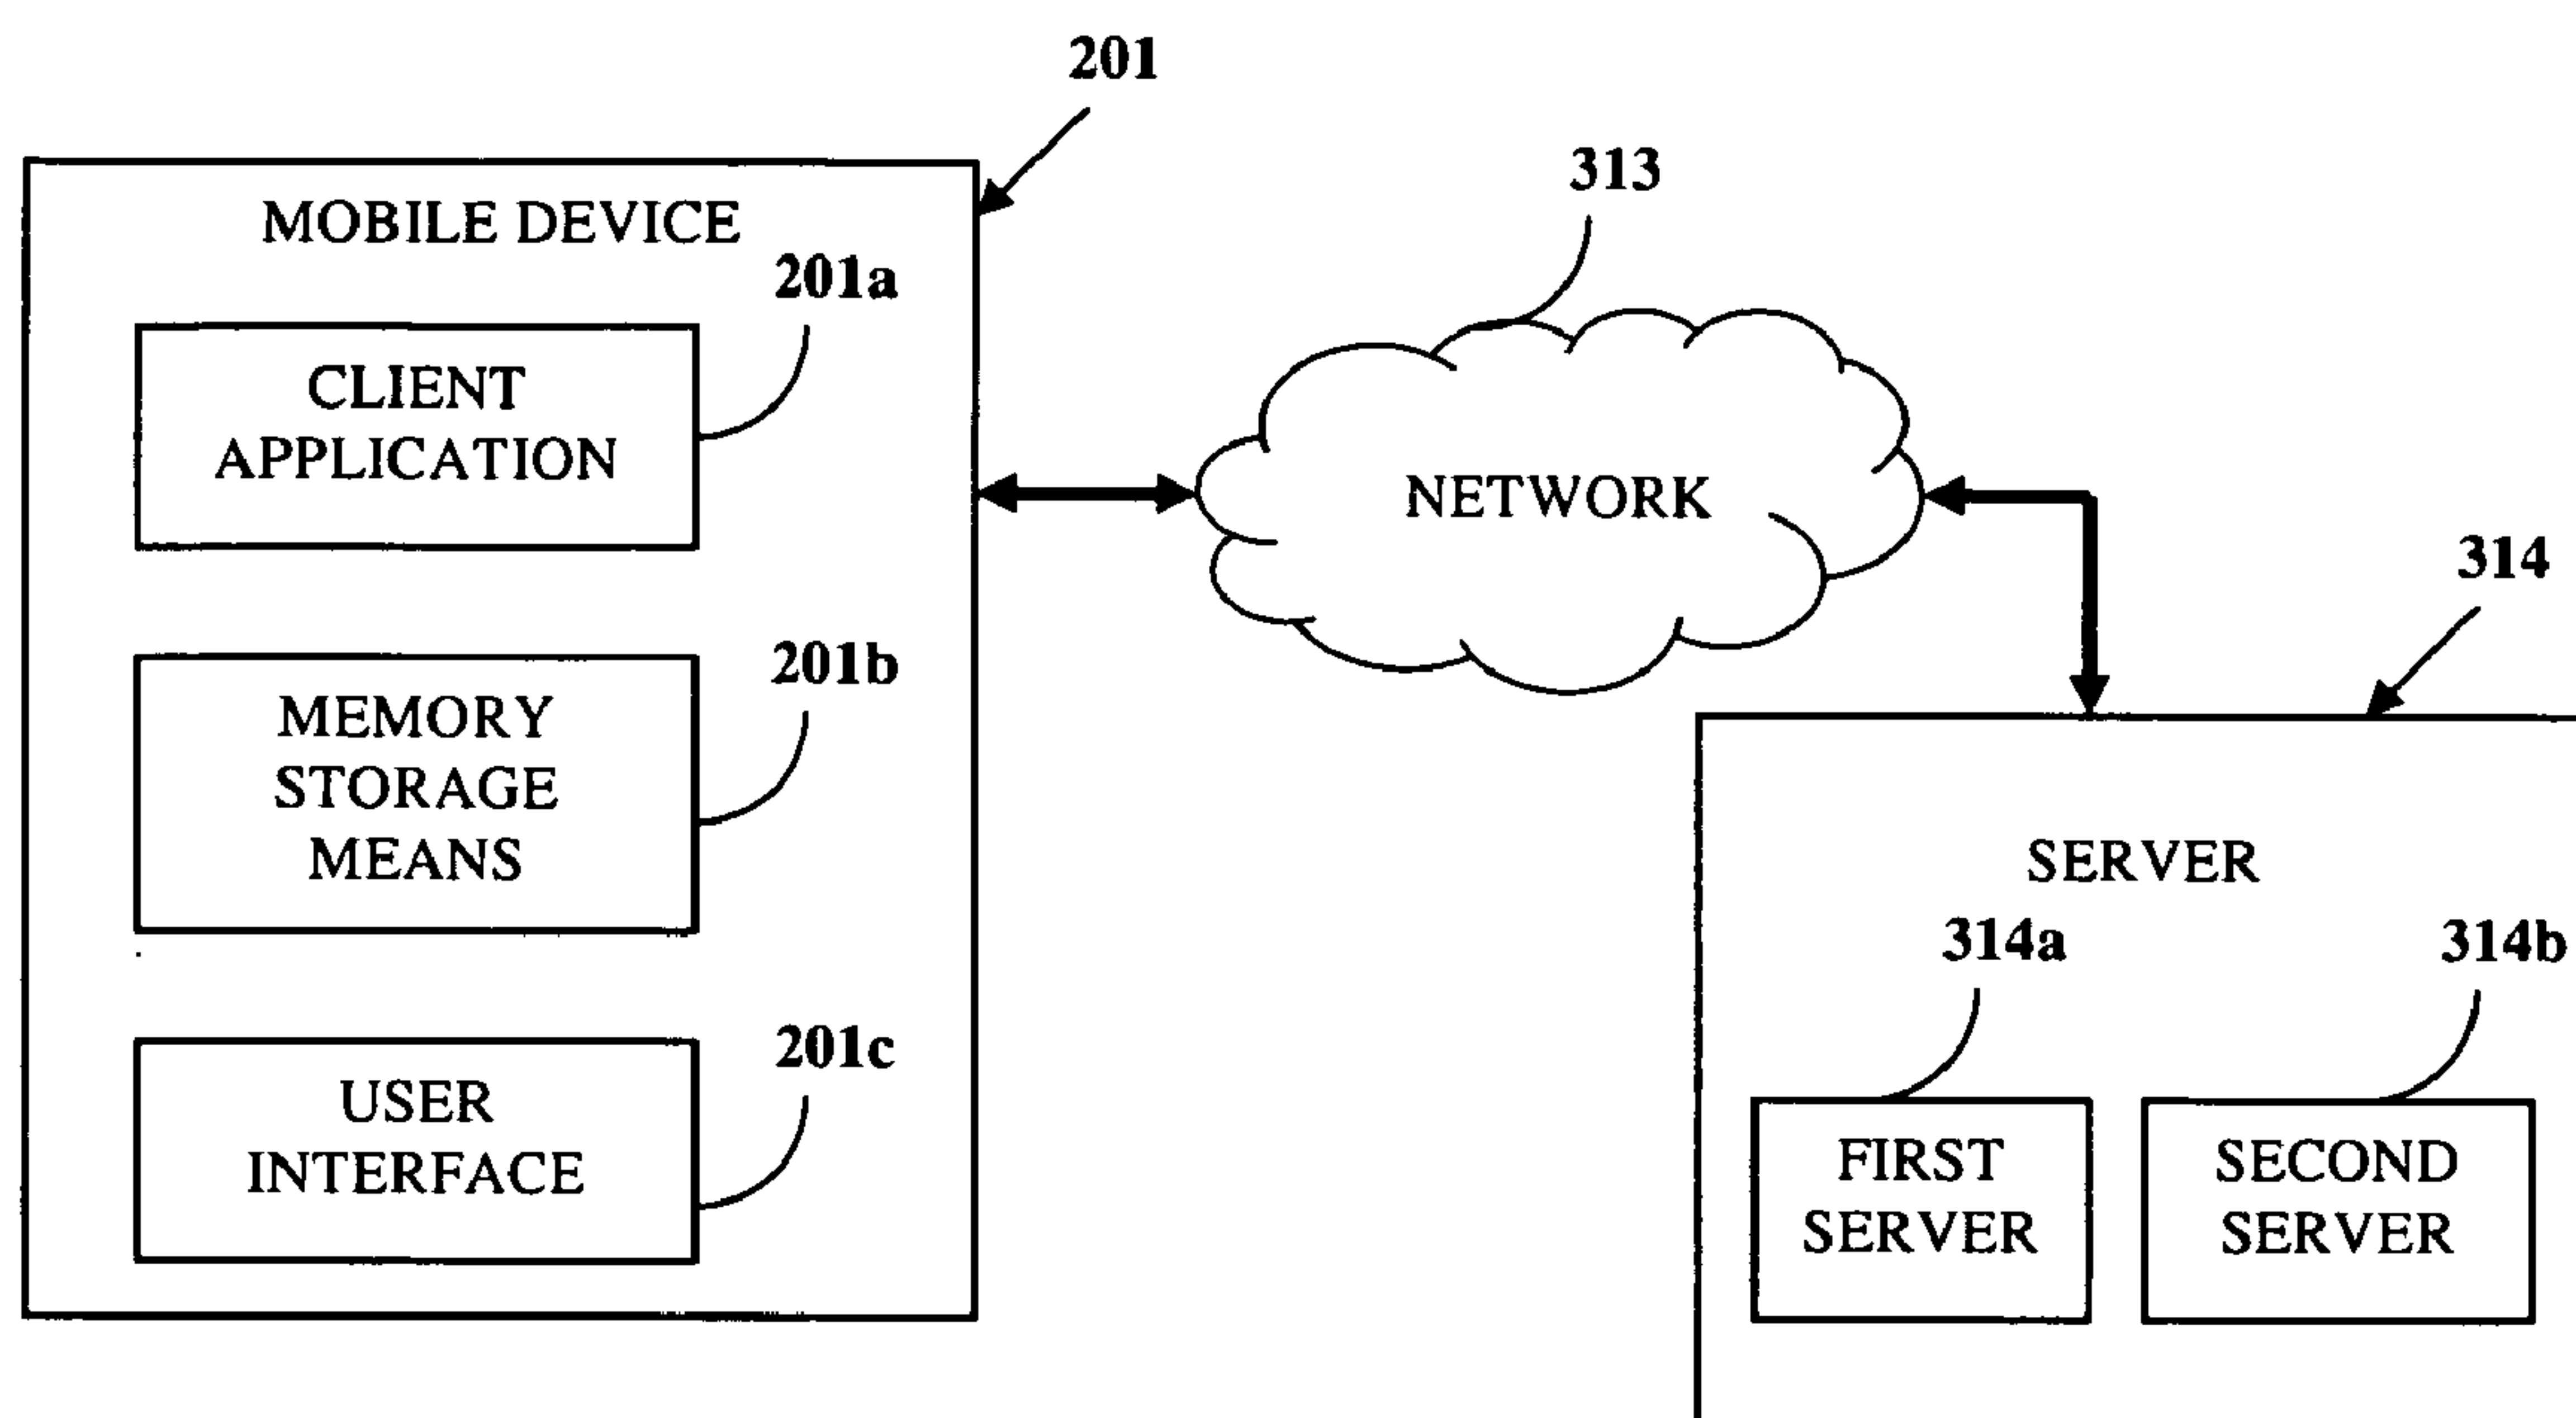 201
MOBILE DEVICE
201a
CLIENT
APPLICATION
201b
MEMORY
STORAGE
MEANS
201c
USER
INTERFACE
313
NETWORK
314
SERVER
314a
314b
FIRST
SERVER
SECOND
SERVER